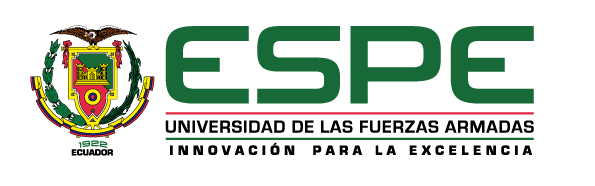 ESPE
UNIVERSIDAD DE LAS FUERZAS ARMADAS
INNOVACIÓN PARA LA EXCELENCIA
1922
ECUADOR